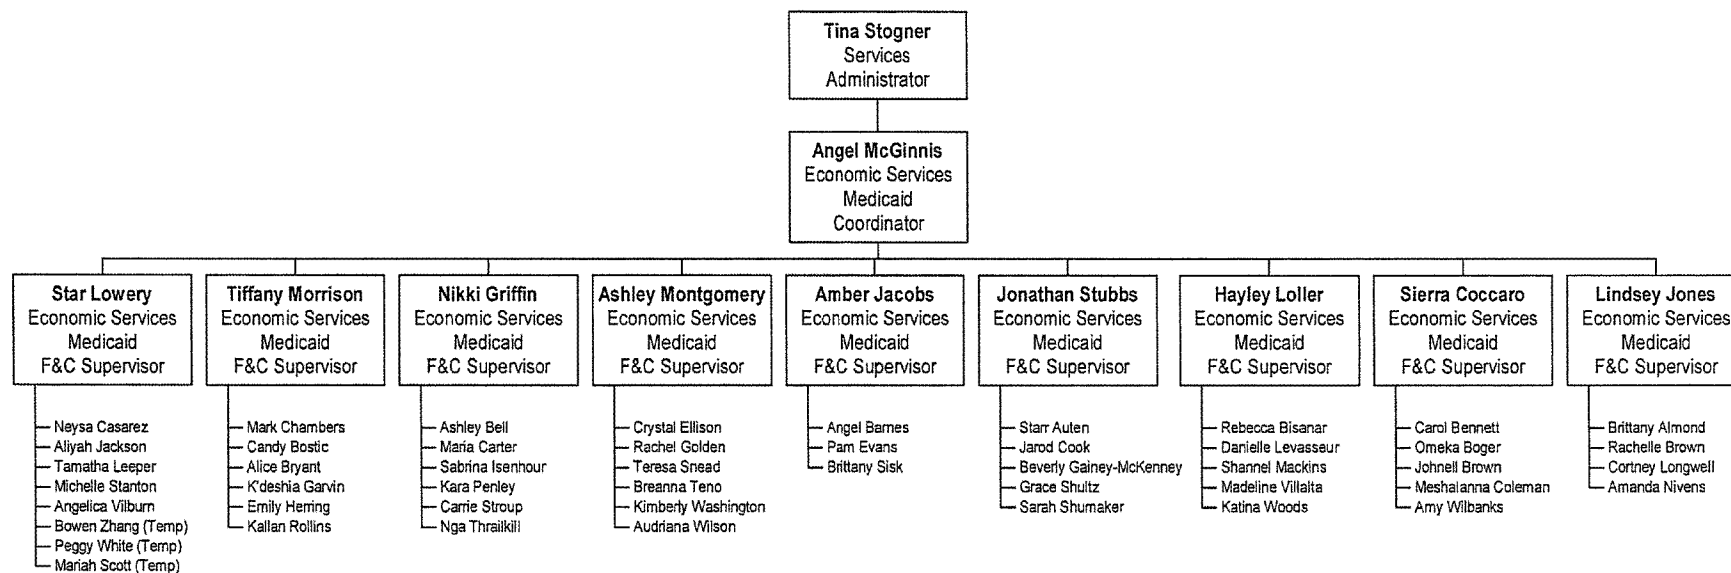 Tina Stogner
Services
Administrator
Angel McGinnis
Economic Services
Medicaid
Coordinator
Star Lowery
Economic Services
Medicaid
F&C Supervisor
Neysa Casarez
Aliyah Jackson
Tamatha Leeper
Michelle Stanton
Angelica Vilburn
Bowen Zhang (Temp)
Peggy White (Temp)
Mariah Scott (Temp)
Tiffany Morrison
Economic Services
Medicaid
F&C Supervisor
Mark Chambers
Candy Bostic
Alice Bryant
K'deshia Garvin
Emily Herring
Kallan Rollins
Nikki Griffin
Economic Services
Medicaid
F&C Supervisor
Ashley Bell
Maria Carter
Sabrina Isenhour
Kara Penley
Carrie Stroup
Nga Thrailkill
Ashley Montgomery
Economic Services
Medicaid
F&C Supervisor
Crystal Ellison
Rachel Golden
Teresa Snead
Breanna Teno
Kimberly Washington
Audriana Wilson
Amber Jacobs
Economic Services
Medicaid
F&C Supervisor
Angel Barnes
Pam Evans
Brittany Sisk
Jonathan Stubbs
Economic Services
Medicaid
F&C Supervisor
Starr Auten
Jarod Cook
Beverly Gainey-McKenney
Grace Shultz
Sarah Shumaker
Hayley Loller
Economic Services
Medicaid
F&C Supervisor
Rebecca Bisanar
Danielle Levasseur
Shannel Mackins
Madeline Villalta
Katina Woods
Sierra Coccaro
Economic Services
Medicaid
F&C Supervisor
Carol Bennett
Omeka Boger
Johnell Brown
Meshalanna Coleman
Amy Wilbanks
Lindsey Jones
Economic Services
Medicaid
F&C Supervisor
Brittany Almond
Rachelle Brown
Cortney Longwell
Amanda Nivens